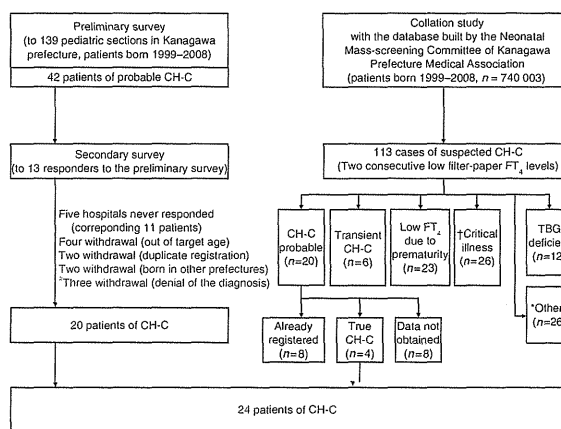 Preliminary survey
(to 139 pediatric sections in Kanagawa
prefecture, patients born 1999–2008)
42 patients of probable CH-C
Secondary survey
(to 13 responders to the preliminary survey)
Five hospitals never responded
(correponding 11 patients)
Four withdrawal (out of target age)
Two withdrawal (duplicate registration)
Two withdrawal (born in other prefectures)
Three withdrawal (denial of the diagnosis)
20 patients of CH-C
Collation study
with the database built by the Neonatal
Mass-screening Committee of Kanagawa
Prefecture Medical Association
(patients born 1999–2008, n = 740 003)
113 cases of suspected CH-C
(Two consecutive low filter-paper FT4 levels)
CH-C
probable
(n=20)
Transient
CH-C
(n=6)
Low FT4
due to
prematurity
(n=23)
†Critical
illness
(n=26)
TBG
defici
(n=12
*Other
(n=26
Already
registered
(n=8)
True
CH-C
(n=4)
Data not
obtained
(n=8)
24 patients of CH-C